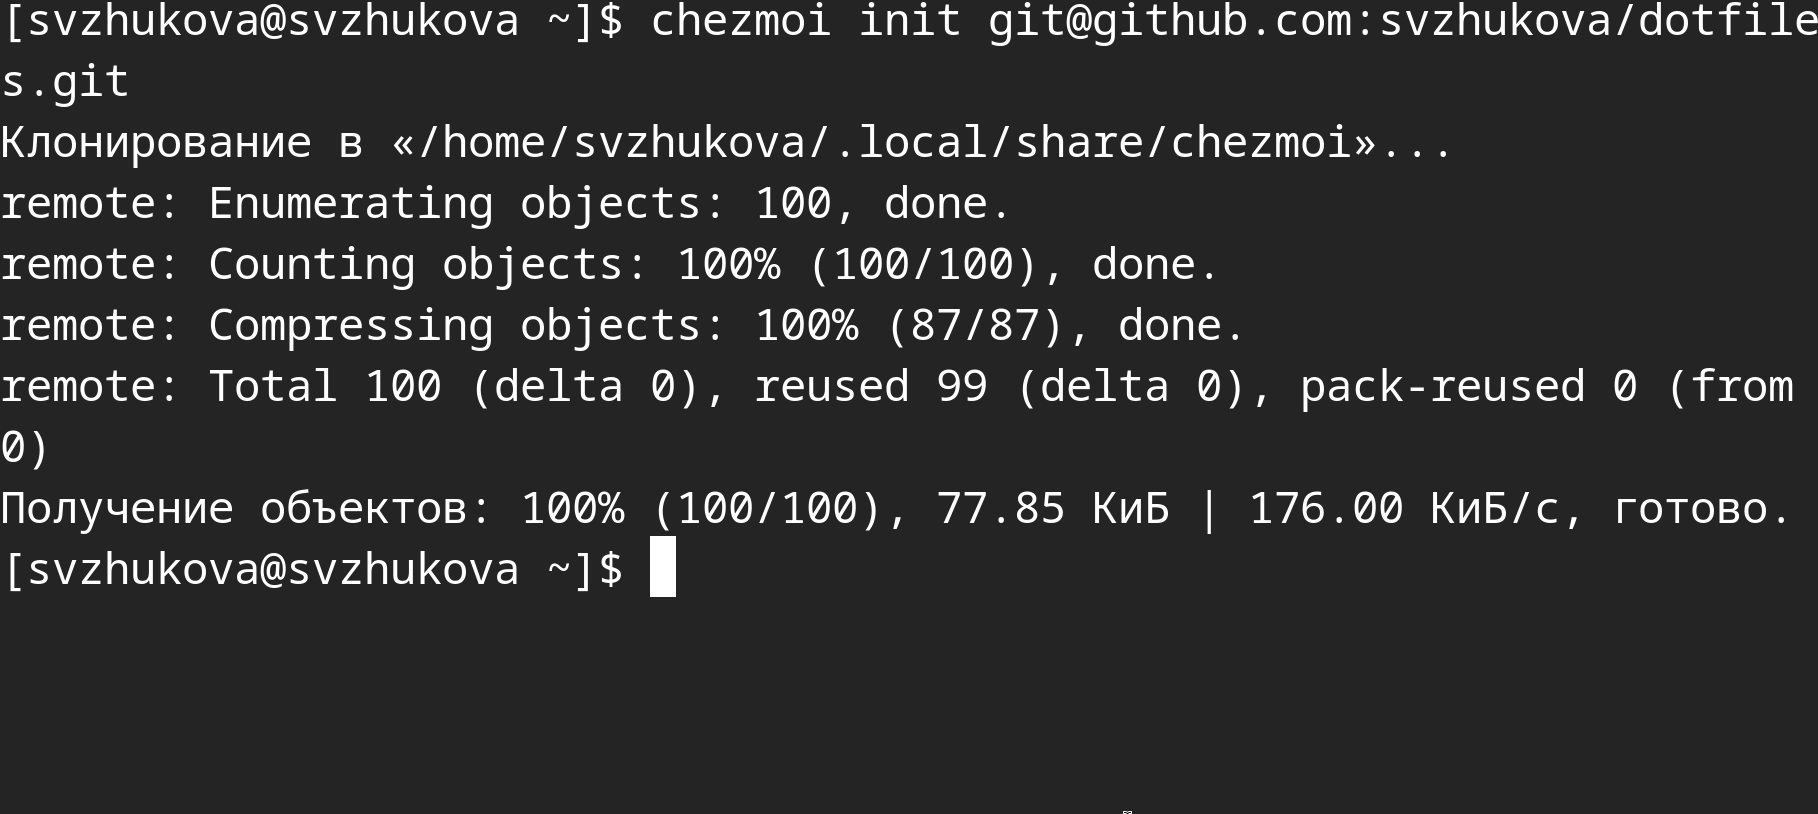 [svzhukova@svzhukova ~]$ chezmoi init git@github.com:svzhukova/dotfile
s.git
Клонирование в «/home/svzhukova/.local/share/chezmoi»...
remote: Enumerating objects: 100, done.
remote: Counting objects: 100% (100/100), done.
remote: Compressing objects: 100% (87/87), done.
remote: Total 100 (delta 0), reused 99 (delta 0), pack-reused 0 (from
0)
Получение объектов: 100% (100/100), 77.85 КиБ | 176.00 КиБ/с, готово.
[svzhukova@svzhukova ~]$